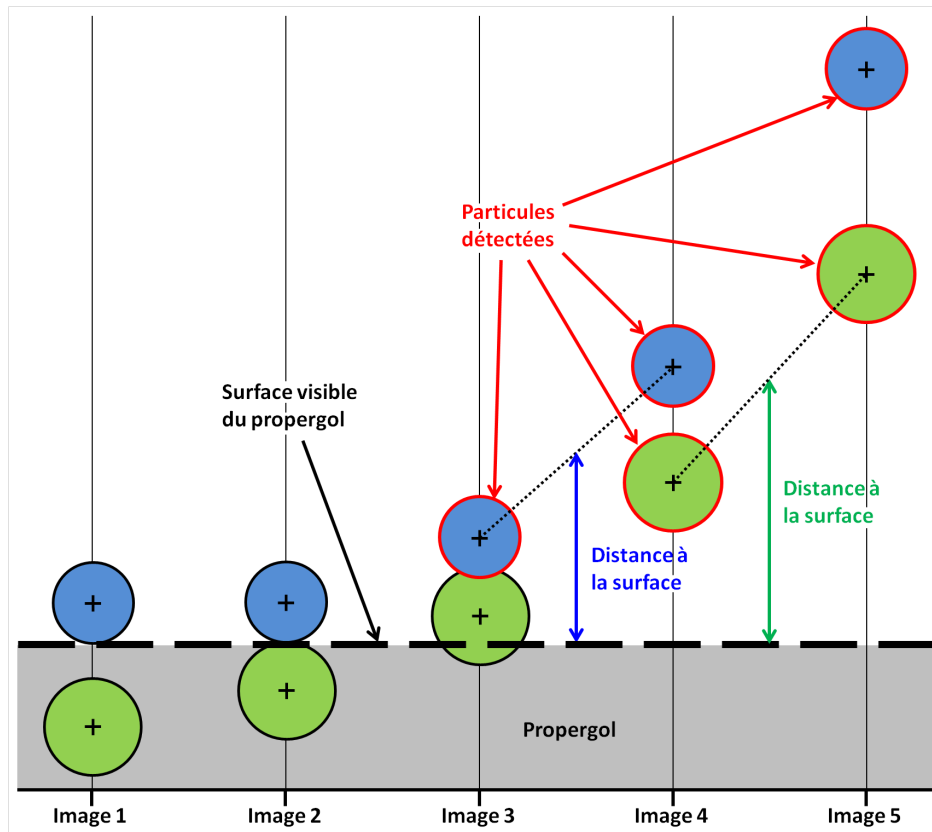 Particules
détectées
Surface visible
du propergol
Distance à
la surface
Distance à
la surface
Propergol
Image 1
Image 2
Image 3
Image 4
Image 5